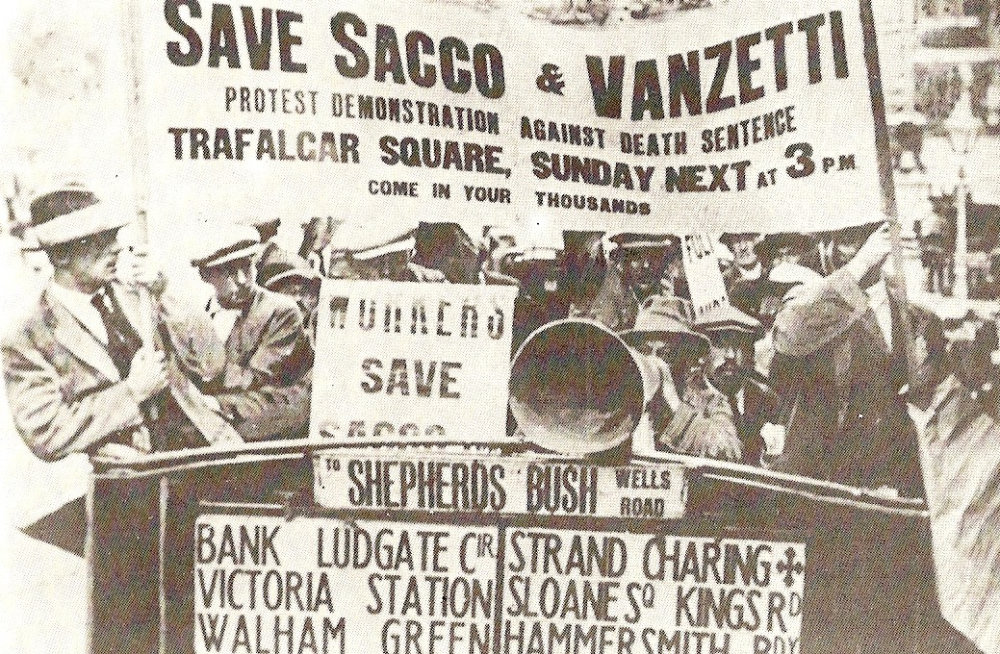 SAVE SACCO & VANZETTI
PROTEST DEMONSTRATION AGAINST DEATH SENTENCE
TRAFALGAR SQUARE, SUNDAY NEXT AT 3 PM
COME IN YOUR THOUSANDS
WORKERS
SAVE
SACCO
TO SHEPHERDS BUSH WELLS ROAD
BANK LUDGATE CIR
VICTORIA STATION
WALHAM GREEN
STRAND CHARING ✣
SLOANE SQ KINGS RD
HAMMERSMITH BDY